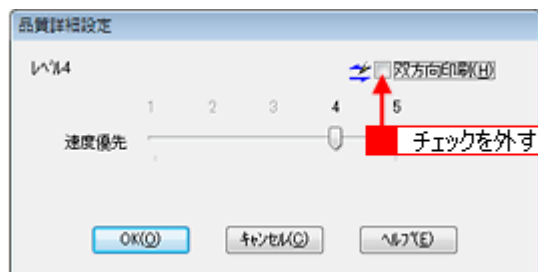 品質詳細設定
ﾚﾍﾞﾙ4
双方向印刷(H)
1 2 3 4 5
速度優先
チェックを外す
OK(O) ｷｬﾝｾﾙ(C) ﾍﾙﾌﾟ(E)